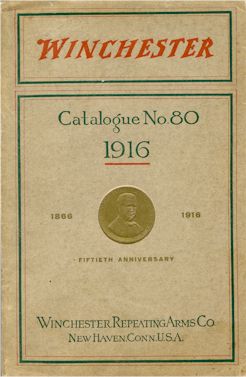 WINCHESTER
Catalogue No. 80
1916
1866 1916
FIFTIETH ANNIVERSARY
WINCHESTER REPEATING ARMS CO.
NEW HAVEN, CONN. U.S.A.